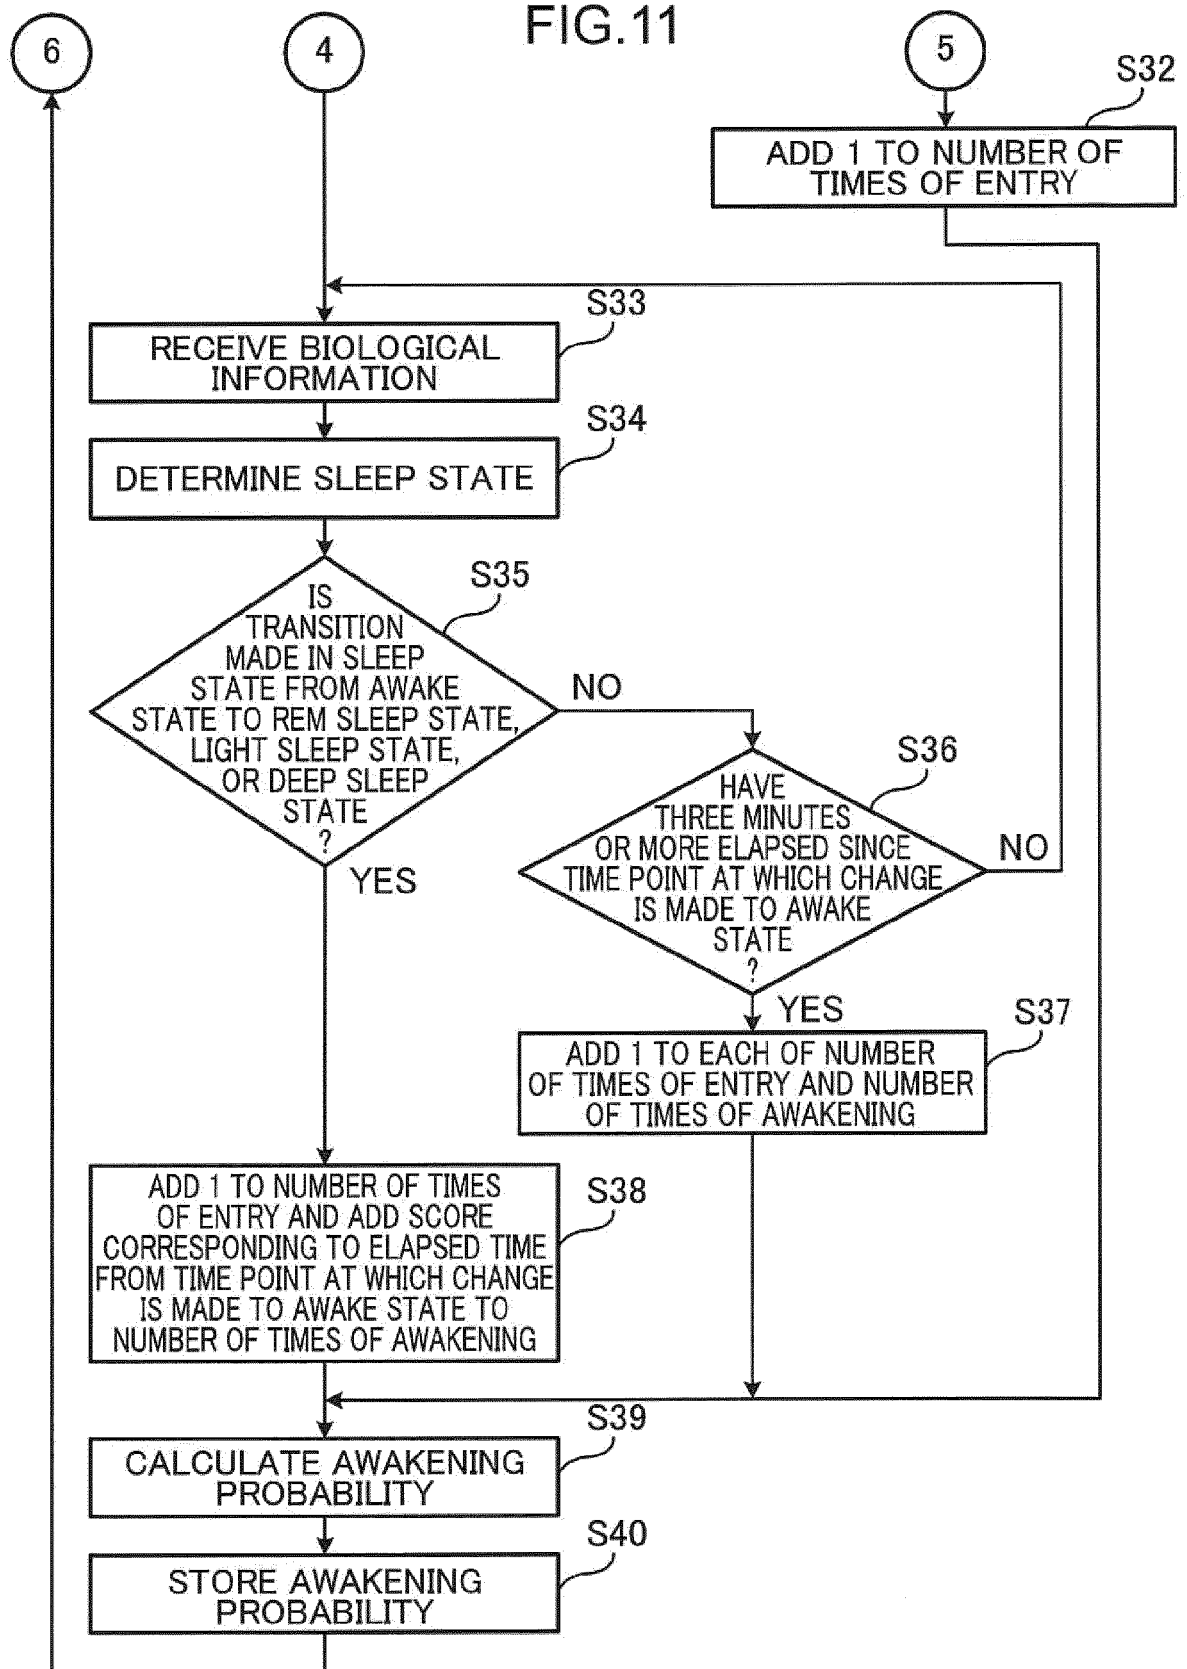 FIG.11
6
4
5
S32
ADD 1 TO NUMBER OF
TIMES OF ENTRY
S33
RECEIVE BIOLOGICAL
INFORMATION
S34
DETERMINE SLEEP STATE
S35
IS
TRANSITION
MADE IN SLEEP
STATE FROM AWAKE
STATE TO REM SLEEP STATE,
LIGHT SLEEP STATE,
OR DEEP SLEEP
STATE
?
NO
YES
S36
HAVE
THREE MINUTES
OR MORE ELAPSED SINCE
TIME POINT AT WHICH CHANGE
IS MADE TO AWAKE
STATE
?
NO
YES
S37
ADD 1 TO EACH OF NUMBER
OF TIMES OF ENTRY AND NUMBER
OF TIMES OF AWAKENING
S38
ADD 1 TO NUMBER OF TIMES
OF ENTRY AND ADD SCORE
CORRESPONDING TO ELAPSED TIME
FROM TIME POINT AT WHICH CHANGE
IS MADE TO AWAKE STATE TO
NUMBER OF TIMES OF AWAKENING
S39
CALCULATE AWAKENING
PROBABILITY
S40
STORE AWAKENING
PROBABILITY